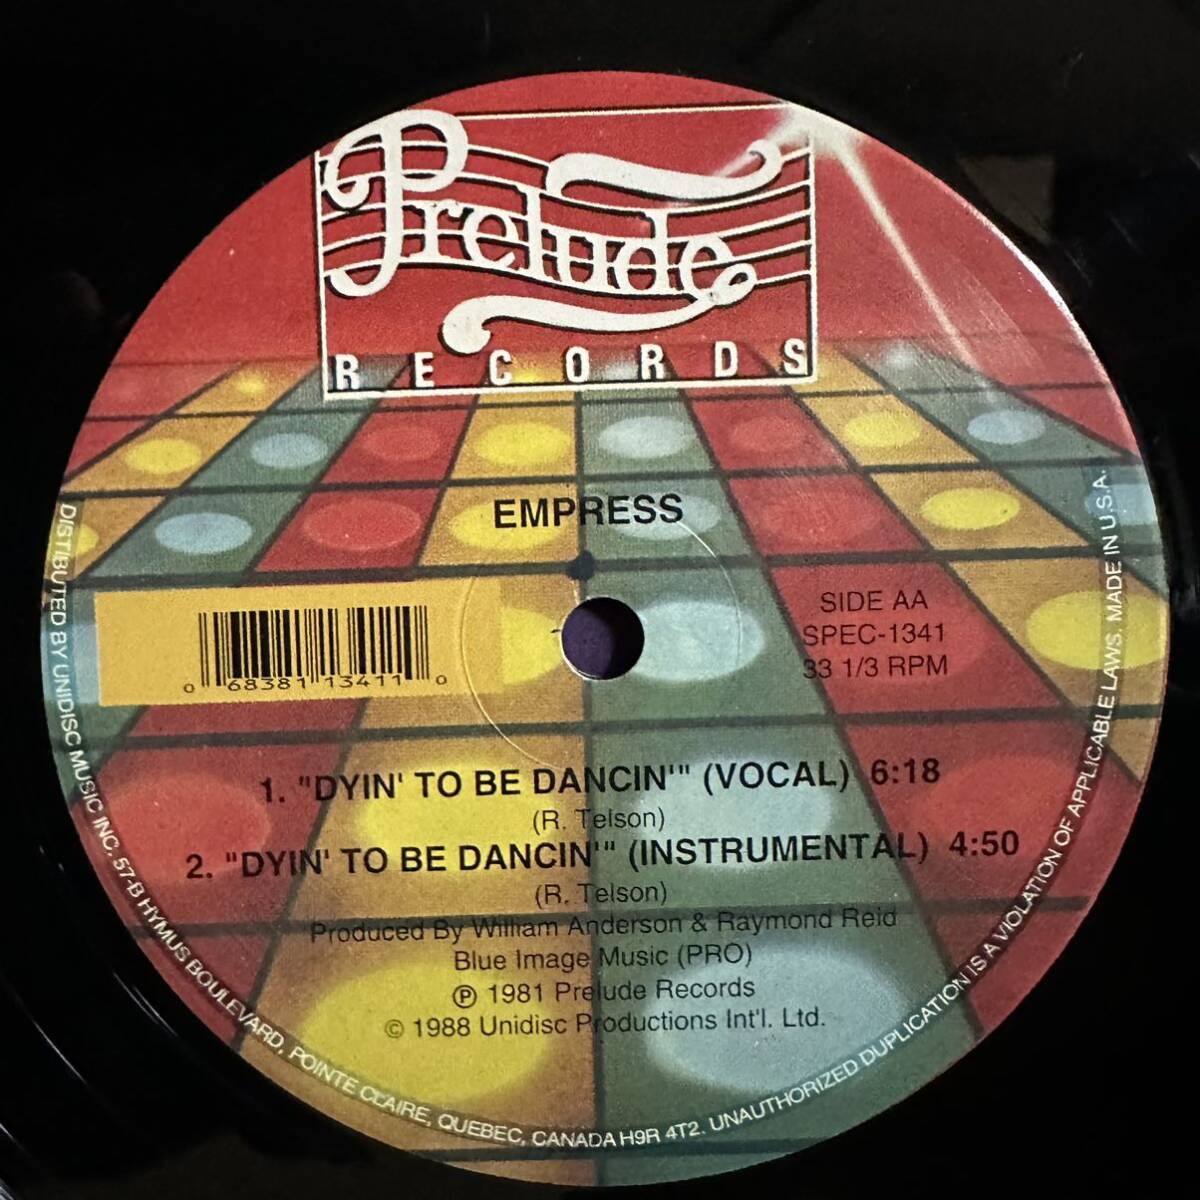 Prelude
RECORDS
EMPRESS
SIDE AA
SPEC-1341
33 1/3 RPM
0 68381 13411 0
1. "DYIN' TO BE DANCIN'" (VOCAL) 6:18
(R. Telson)
2. "DYIN' TO BE DANCIN'" (INSTRUMENTAL) 4:50
(R. Telson)
Produced By William Anderson & Raymond Reid
Blue Image Music (PRO)
℗ 1981 Prelude Records
© 1988 Unidisc Productions Int'l. Ltd.
DISTIBUTED BY UNIDISC MUSIC INC. 57-B HYMUS BOULEVARD, POINTE CLAIRE, QUEBEC, CANADA H9R 4T2. UNAUTHORIZED DUPLICATION IS A VIOLATION OF APPLICABLE LAWS. MADE IN U.S.A.